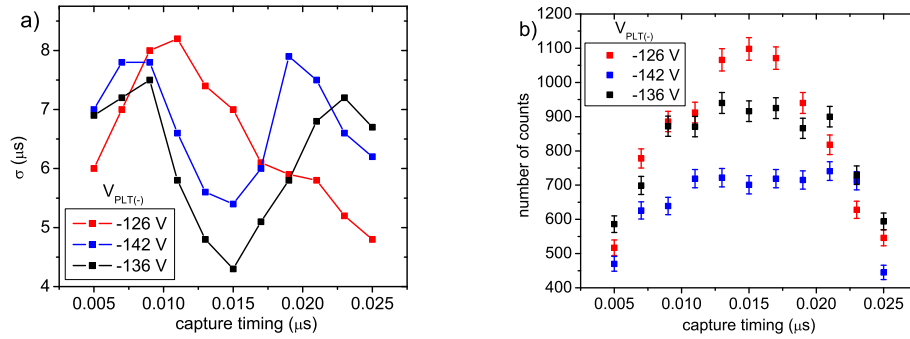 a)
σ (μs)
8
7
6
5
4
V_PLT(-)
-126 V
-142 V
-136 V
0.005 0.010 0.015 0.020 0.025
capture timing (μs)
b)
number of counts
1200
1100
1000
900
800
700
600
500
400
V_PLT(-)
-126 V
-142 V
-136 V
0.005 0.010 0.015 0.020 0.025
capture timing (μs)